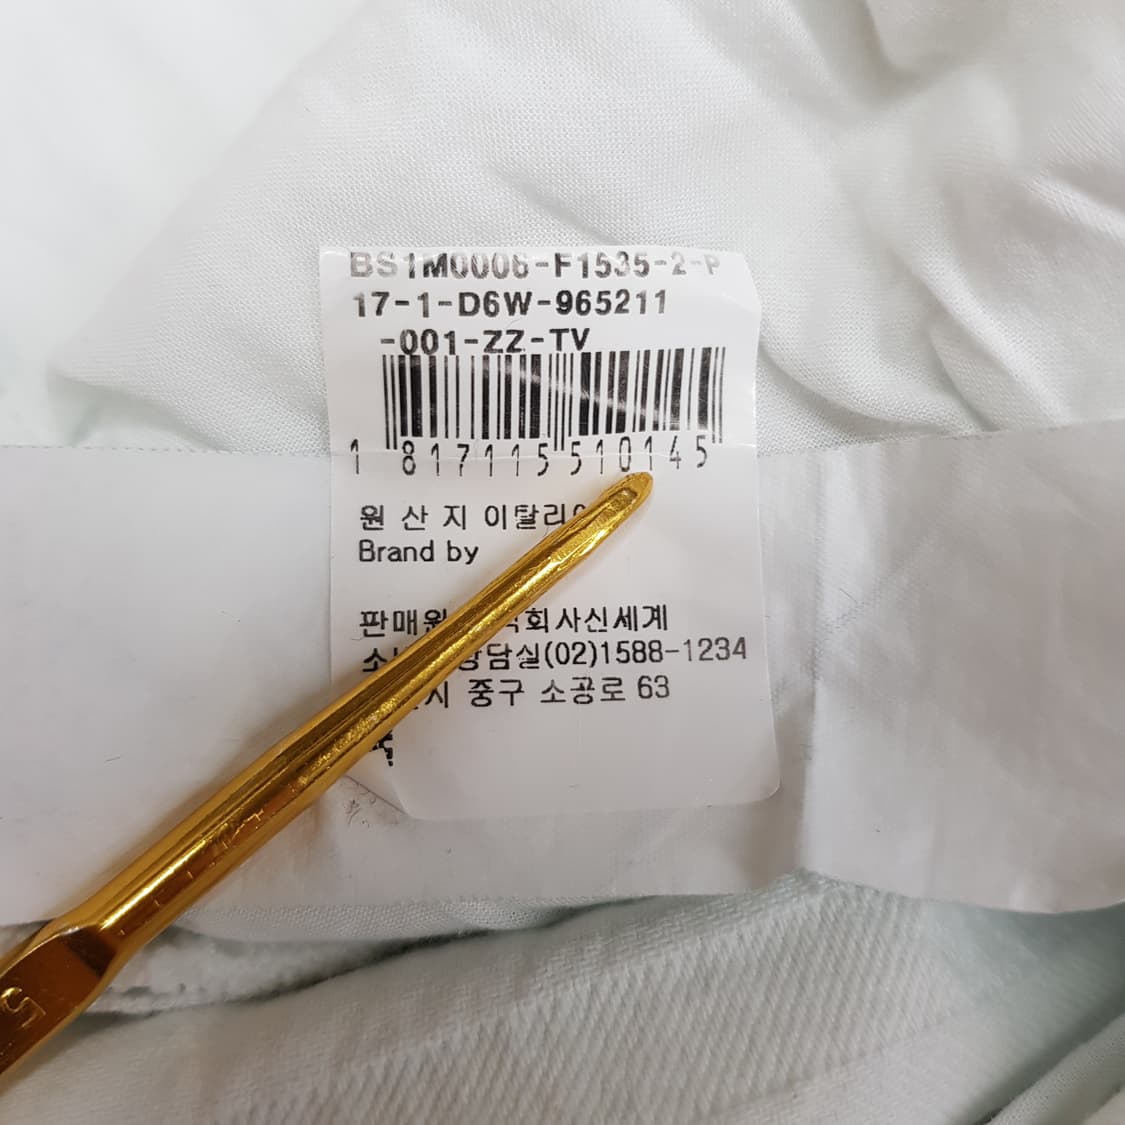 BS1M0006-F1535-2-P
17-1-D6W-965211
-001-ZZ-TV
1 817115 510145
원 산 지 이탈리
Brand by
판매원 회사신세계
상담실(02)1588-1234
중구 소공로 63
5